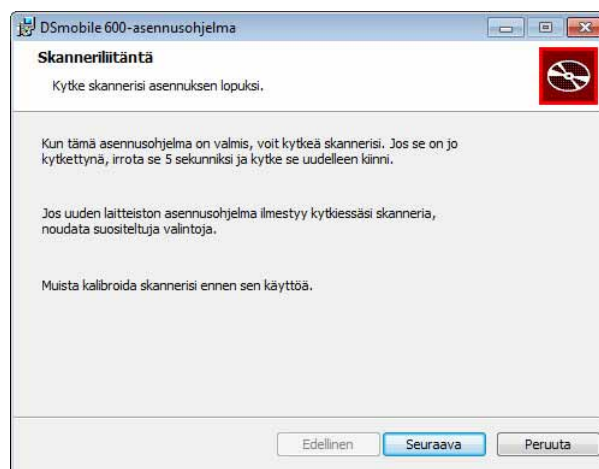 DSmobile 600-asennusohjelma
Skanneriliitäntä
Kytke skannerisi asennuksen lopuksi.
Kun tämä asennusohjelma on valmis, voit kytkeä skannerisi. Jos se on jo
kytkettynä, irrota se 5 sekunniksi ja kytke se uudelleen kiinni.
Jos uuden laitteiston asennusohjelma ilmestyy kytkiessäsi skanneria,
noudata suositeltuja valintoja.
Muista kalibroida skannerisi ennen sen käyttöä.
Edellinen Seuraava Peruuta